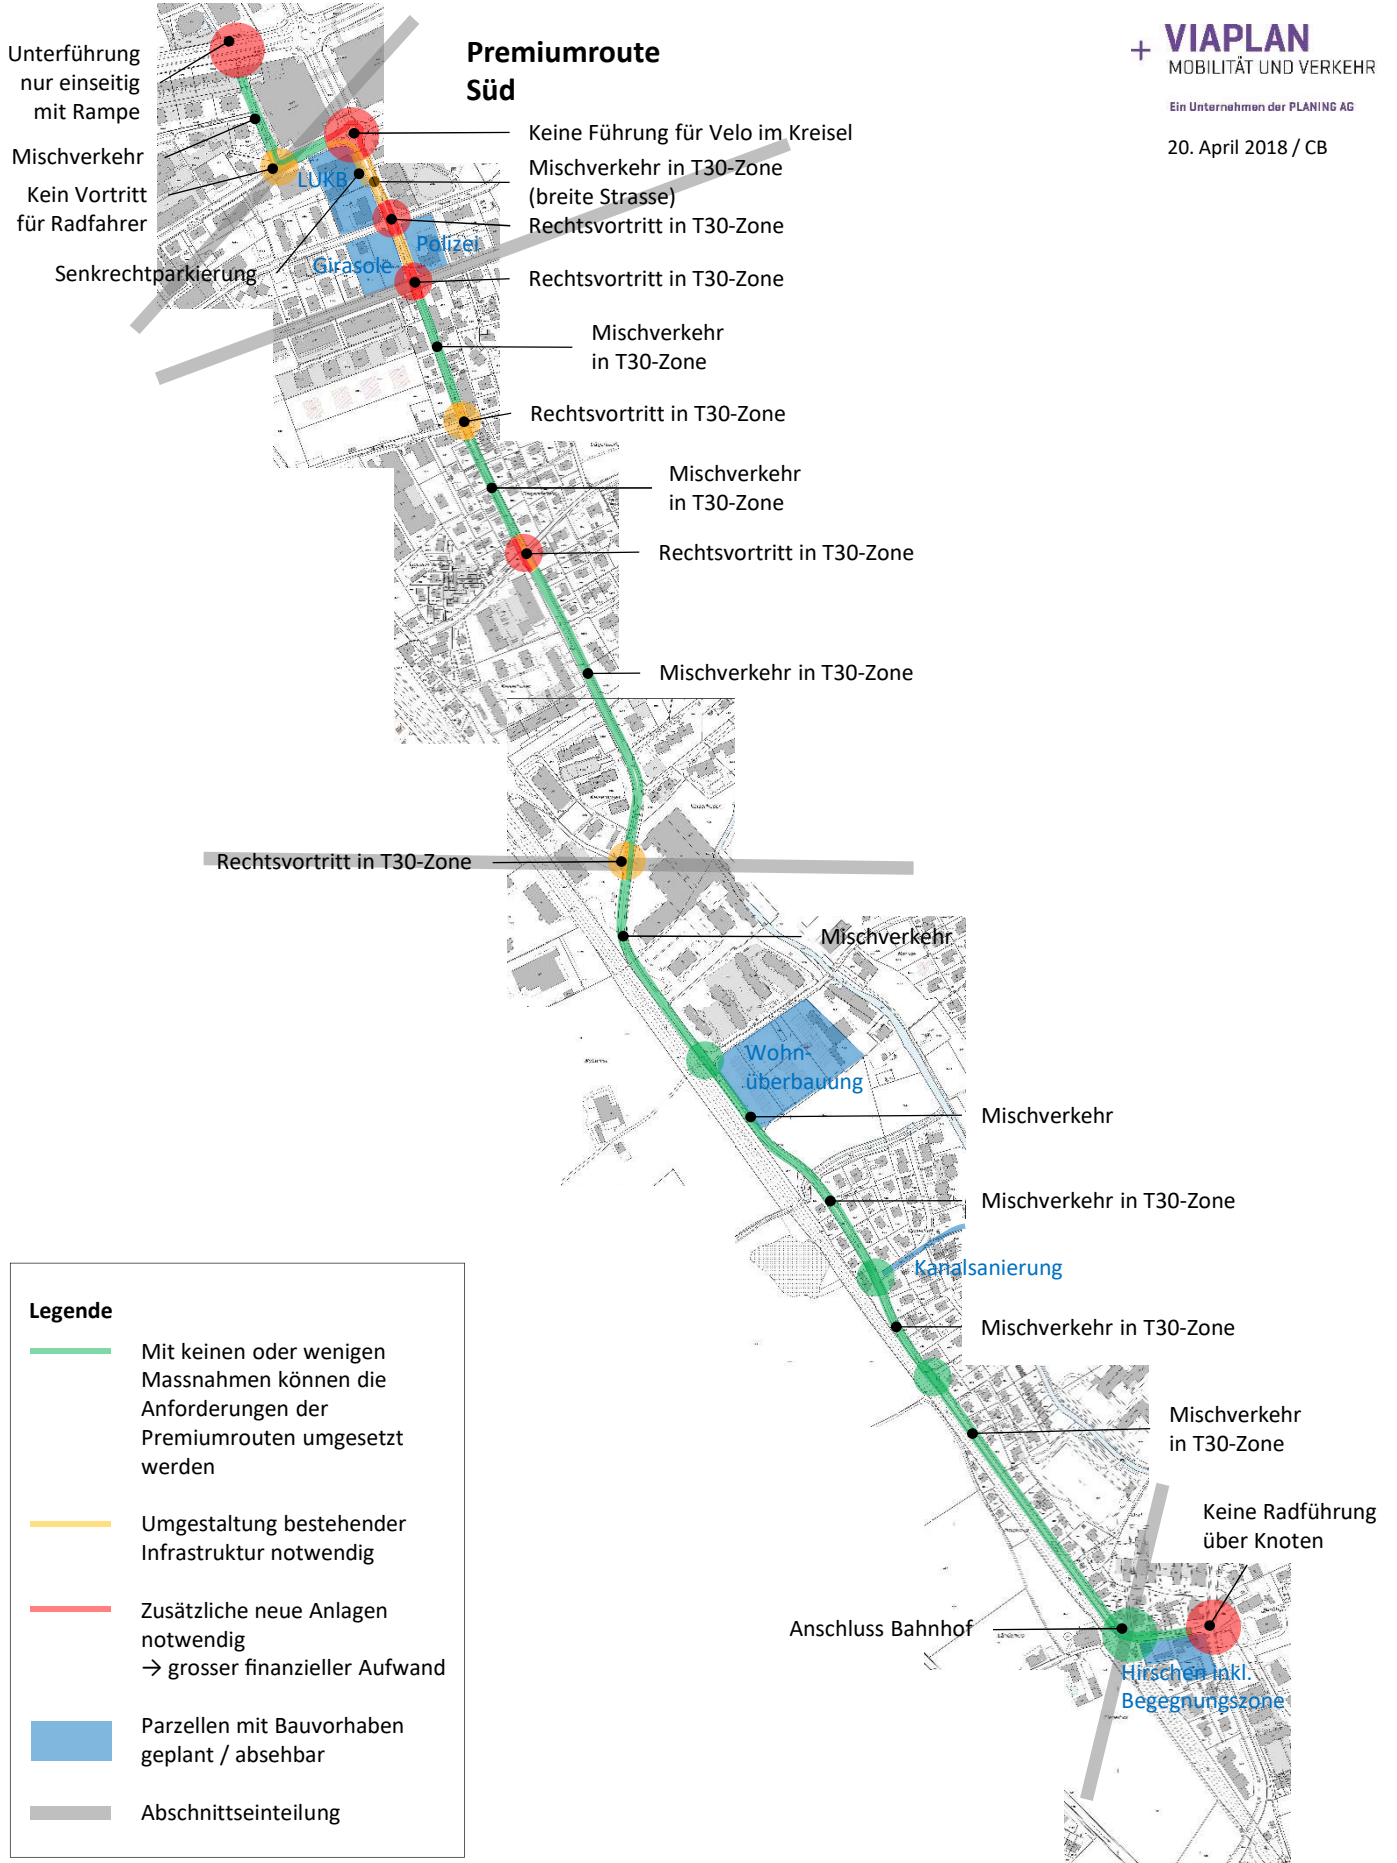 Premiumroute
Süd
+ VIAPLAN
MOBILITÄT UND VERKEHR
Ein Unternehmen der PLANING AG
20. April 2018 / CB
Unterführung
nur einseitig
mit Rampe
Mischverkehr
Kein Vortritt
für Radfahrer
Senkrechtparkierung
LUKB
Polizei
Girasole
Keine Führung für Velo im Kreisel
Mischverkehr in T30-Zone
(breite Strasse)
Rechtsvortritt in T30-Zone
Rechtsvortritt in T30-Zone
Mischverkehr
in T30-Zone
Rechtsvortritt in T30-Zone
Mischverkehr
in T30-Zone
Rechtsvortritt in T30-Zone
Mischverkehr in T30-Zone
Rechtsvortritt in T30-Zone
Mischverkehr
Wohn-
überbauung
Mischverkehr
Mischverkehr in T30-Zone
Kanalsanierung
Mischverkehr in T30-Zone
Mischverkehr
in T30-Zone
Keine Radführung
über Knoten
Anschluss Bahnhof
Hirschen inkl.
Begegnungszone
Legende
Mit keinen oder wenigen
Massnahmen können die
Anforderungen der
Premiumrouten umgesetzt
werden
Umgestaltung bestehender
Infrastruktur notwendig
Zusätzliche neue Anlagen
notwendig
→ grosser finanzieller Aufwand
Parzellen mit Bauvorhaben
geplant / absehbar
Abschnittseinteilung